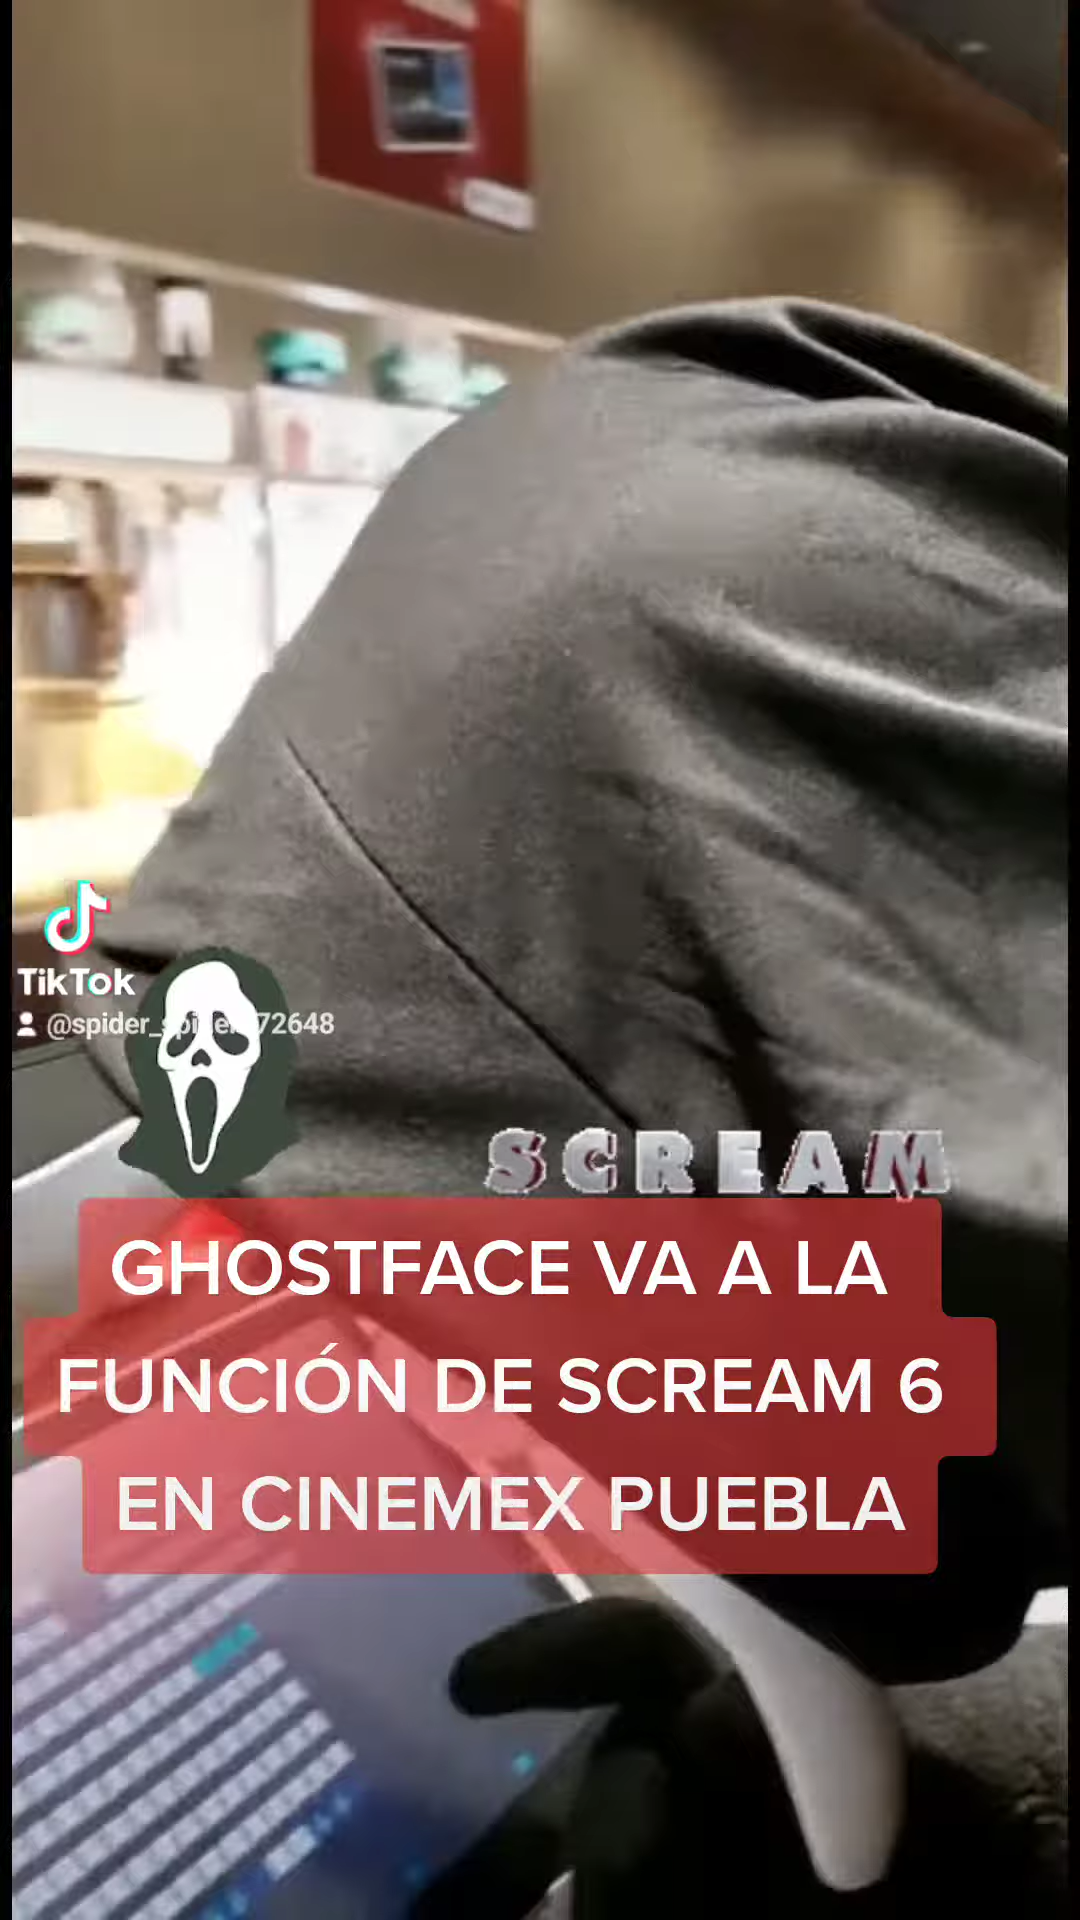 TikTok
SCREAM
GHOSTFACE VA A LA
FUNCIÓN DE SCREAM 6
EN CINEMEX PUEBLA